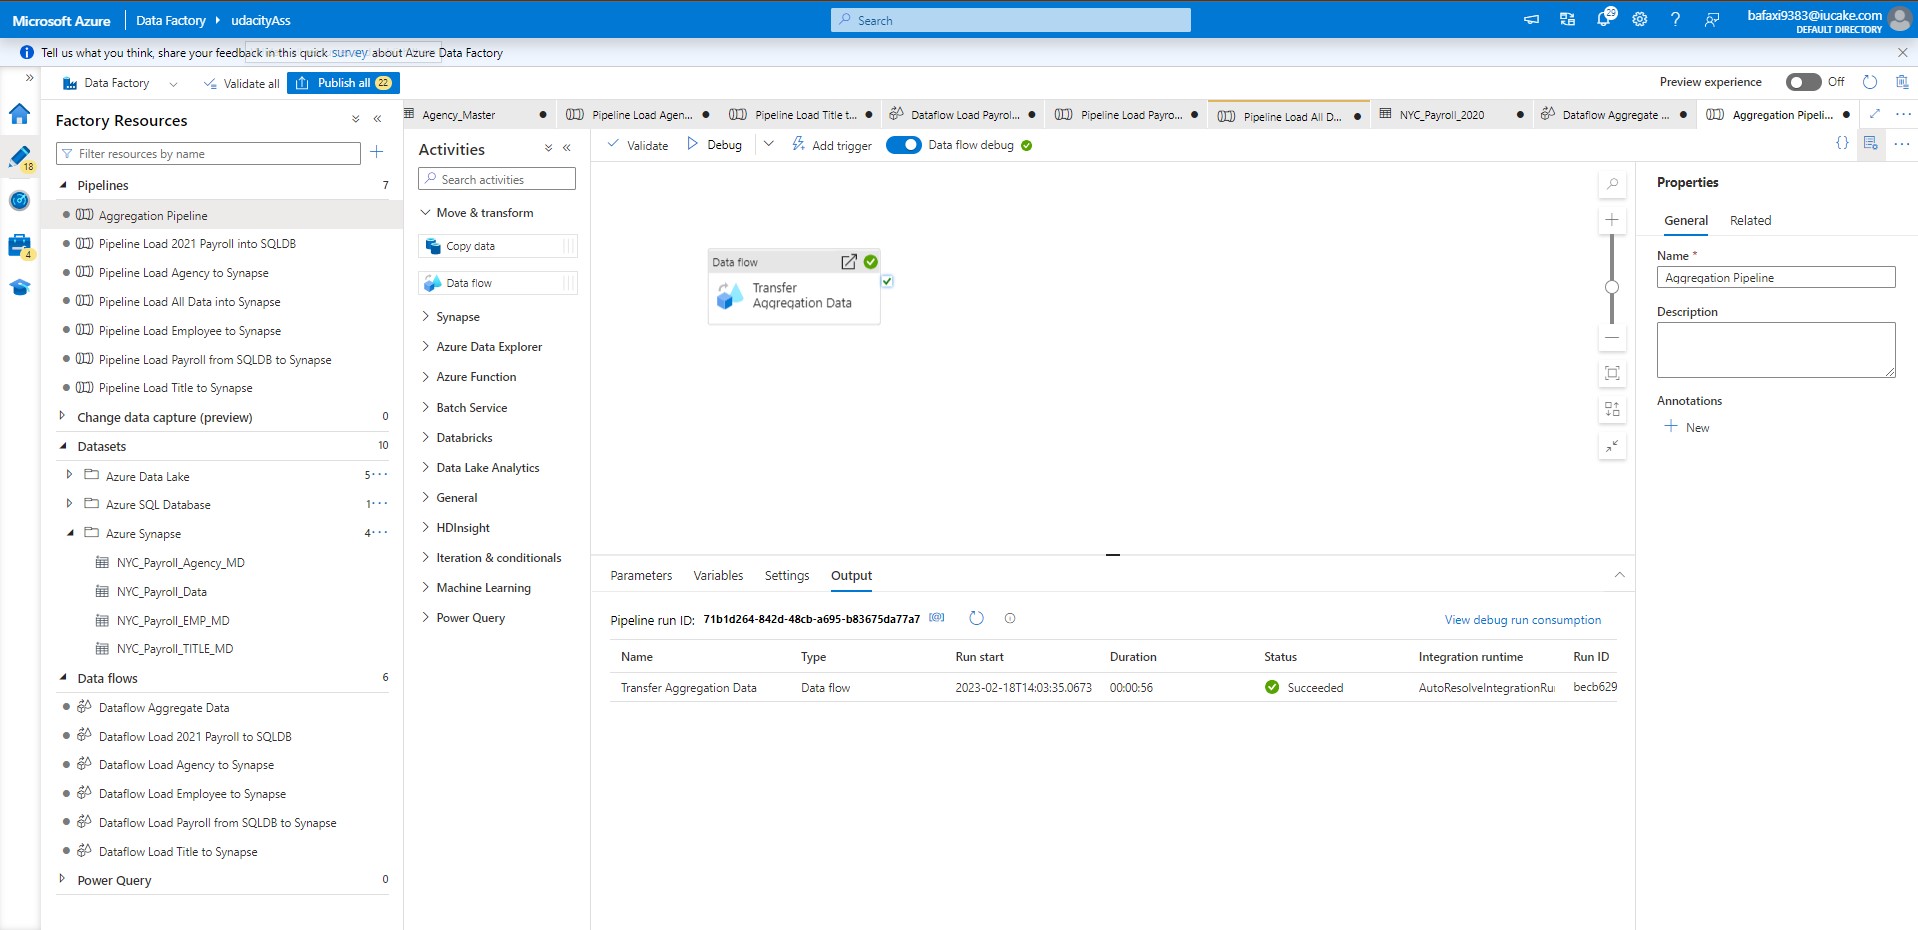 Microsoft Azure Data Factory udacityAss Search 29 bafaxi9383@iucake.com
DEFAULT DIRECTORY
Tell us what you think, share your feedback in this quick survey about Azure Data Factory
Data Factory Validate all Publish all 22 Preview experience Off
18
4
Factory Resources
Filter resources by name
Pipelines 7
Aggregation Pipeline
Pipeline Load 2021 Payroll into SQLDB
Pipeline Load Agency to Synapse
Pipeline Load All Data into Synapse
Pipeline Load Employee to Synapse
Pipeline Load Payroll from SQLDB to Synapse
Pipeline Load Title to Synapse
Change data capture (preview) 0
Datasets 10
Azure Data Lake 5
Azure SQL Database 1
Azure Synapse 4
NYC_Payroll_Agency_MD
NYC_Payroll_Data
NYC_Payroll_EMP_MD
NYC_Payroll_TITLE_MD
Data flows 6
Dataflow Aggregate Data
Dataflow Load 2021 Payroll to SQLDB
Dataflow Load Agency to Synapse
Dataflow Load Employee to Synapse
Dataflow Load Payroll from SQLDB to Synapse
Dataflow Load Title to Synapse
Power Query 0
Agency_Master Pipeline Load Agen... Pipeline Load Title t... Dataflow Load Payrol... Pipeline Load Payro... Pipeline Load All D... NYC_Payroll_2020 Dataflow Aggregate ... Aggregation Pipeli...
Activities
Search activities
Move & transform
Copy data
Data flow
Synapse
Azure Data Explorer
Azure Function
Batch Service
Databricks
Data Lake Analytics
General
HDInsight
Iteration & conditionals
Machine Learning
Power Query
Validate Debug Add trigger Data flow debug
Data flow
Transfer
Aggregation Data
Parameters Variables Settings Output
Pipeline run ID: 71b1d264-842d-48cb-a695-b83675da77a7 View debug run consumption
Name Type Run start Duration Status Integration runtime Run ID
Transfer Aggregation Data Data flow 2023-02-18T14:03:35.0673 00:00:56 Succeeded AutoResolveIntegrationRu becb629
Properties
General Related
Name *
Aggregation Pipeline
Description
Annotations
New